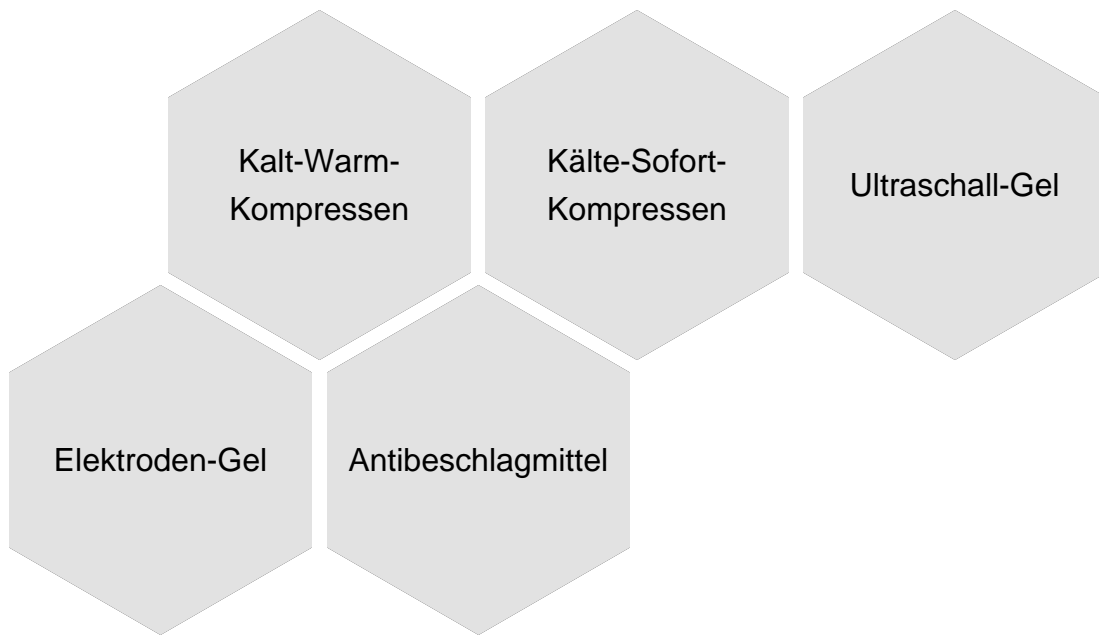 Kalt-Warm-
Kompressen
Kälte-Sofort-
Kompressen
Ultraschall-Gel
Elektroden-Gel
Antibeschlagmittel